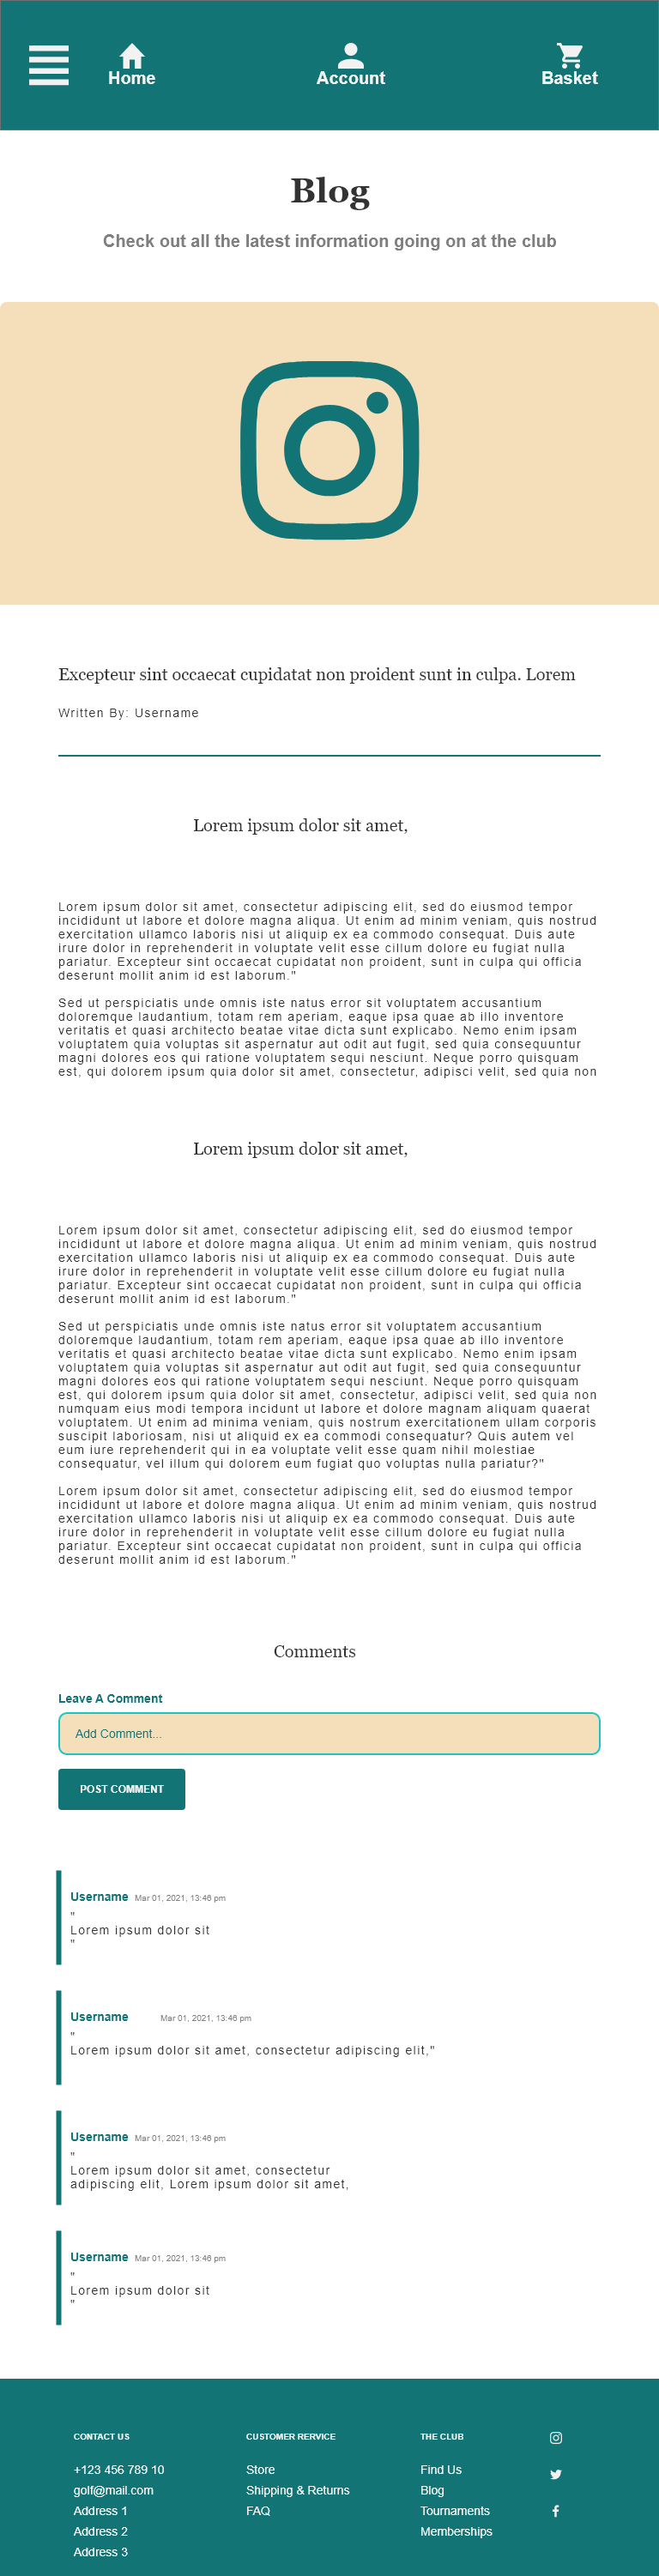 Home
Account
Basket
Blog
Check out all the latest information going on at the club
Excepteur sint occaecat cupidatat non proident sunt in culpa. Lorem
Written By: Username
Lorem ipsum dolor sit amet,
Lorem ipsum dolor sit amet, consectetur adipiscing elit, sed do eiusmod tempor
incididunt ut labore et dolore magna aliqua. Ut enim ad minim veniam, quis nostrud
exercitation ullamco laboris nisi ut aliquip ex ea commodo consequat. Duis aute
irure dolor in reprehenderit in voluptate velit esse cillum dolore eu fugiat nulla
pariatur. Excepteur sint occaecat cupidatat non proident, sunt in culpa qui officia
deserunt mollit anim id est laborum."
Sed ut perspiciatis unde omnis iste natus error sit voluptatem accusantium
doloremque laudantium, totam rem aperiam, eaque ipsa quae ab illo inventore
veritatis et quasi architecto beatae vitae dicta sunt explicabo. Nemo enim ipsam
voluptatem quia voluptas sit aspernatur aut odit aut fugit, sed quia consequuntur
magni dolores eos qui ratione voluptatem sequi nesciunt. Neque porro quisquam
est, qui dolorem ipsum quia dolor sit amet, consectetur, adipisci velit, sed quia non
Lorem ipsum dolor sit amet,
Lorem ipsum dolor sit amet, consectetur adipiscing elit, sed do eiusmod tempor
incididunt ut labore et dolore magna aliqua. Ut enim ad minim veniam, quis nostrud
exercitation ullamco laboris nisi ut aliquip ex ea commodo consequat. Duis aute
irure dolor in reprehenderit in voluptate velit esse cillum dolore eu fugiat nulla
pariatur. Excepteur sint occaecat cupidatat non proident, sunt in culpa qui officia
deserunt mollit anim id est laborum."
Sed ut perspiciatis unde omnis iste natus error sit voluptatem accusantium
doloremque laudantium, totam rem aperiam, eaque ipsa quae ab illo inventore
veritatis et quasi architecto beatae vitae dicta sunt explicabo. Nemo enim ipsam
voluptatem quia voluptas sit aspernatur aut odit aut fugit, sed quia consequuntur
magni dolores eos qui ratione voluptatem sequi nesciunt. Neque porro quisquam
est, qui dolorem ipsum quia dolor sit amet, consectetur, adipisci velit, sed quia non
numquam eius modi tempora incidunt ut labore et dolore magnam aliquam quaerat
voluptatem. Ut enim ad minima veniam, quis nostrum exercitationem ullam corporis
suscipit laboriosam, nisi ut aliquid ex ea commodi consequatur? Quis autem vel
eum iure reprehenderit qui in ea voluptate velit esse quam nihil molestiae
consequatur, vel illum qui dolorem eum fugiat quo voluptas nulla pariatur?"
Lorem ipsum dolor sit amet, consectetur adipiscing elit, sed do eiusmod tempor
incididunt ut labore et dolore magna aliqua. Ut enim ad minim veniam, quis nostrud
exercitation ullamco laboris nisi ut aliquip ex ea commodo consequat. Duis aute
irure dolor in reprehenderit in voluptate velit esse cillum dolore eu fugiat nulla
pariatur. Excepteur sint occaecat cupidatat non proident, sunt in culpa qui officia
deserunt mollit anim id est laborum."
Comments
Leave A Comment
Add Comment...
POST COMMENT
Username Mar 01, 2021, 13:46 pm
"
Lorem ipsum dolor sit
"
Username Mar 01, 2021, 13:46 pm
"
Lorem ipsum dolor sit amet, consectetur adipiscing elit,"
Username Mar 01, 2021, 13:46 pm
"
Lorem ipsum dolor sit amet, consectetur
adipiscing elit, Lorem ipsum dolor sit amet,
Username Mar 01, 2021, 13:46 pm
"
Lorem ipsum dolor sit
"
CONTACT US
+123 456 789 10
golf@mail.com
Address 1
Address 2
Address 3
CUSTOMER RERVICE
Store
Shipping & Returns
FAQ
THE CLUB
Find Us
Blog
Tournaments
Memberships